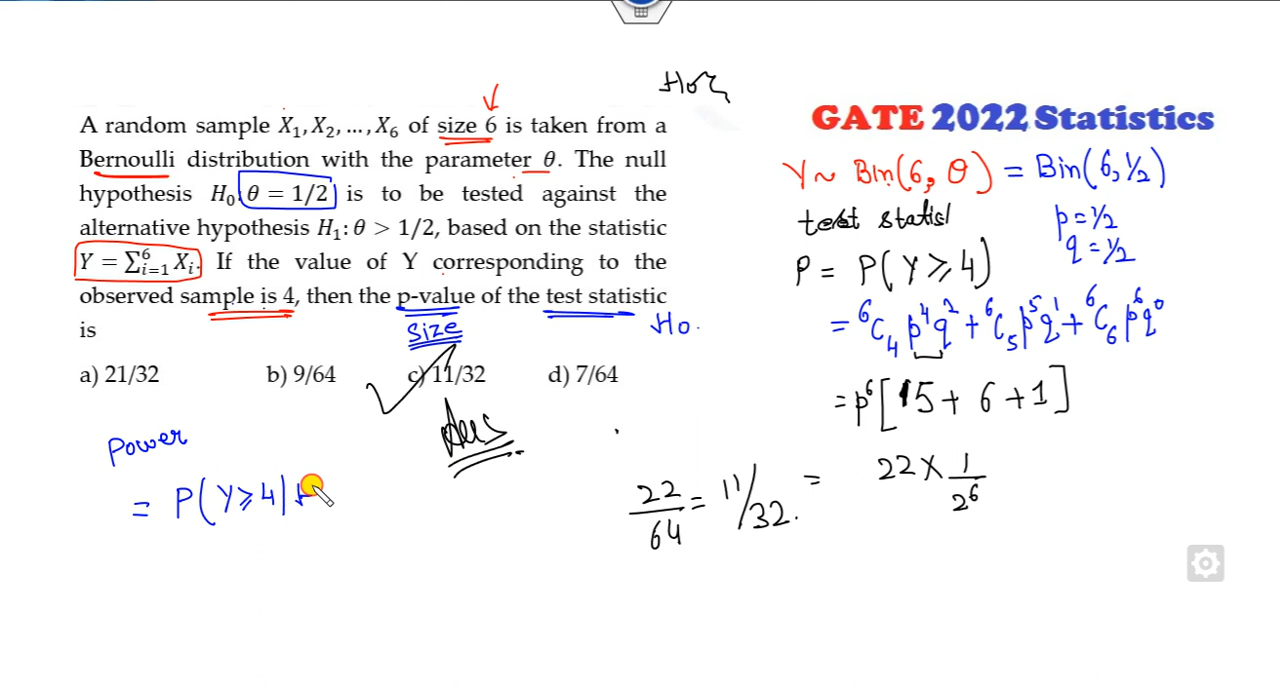 Ho}
A random sample X₁, X₂, ..., X₆ of size 6 is taken from a
Bernoulli distribution with the parameter θ. The null
hypothesis H₀: θ = 1/2 is to be tested against the
alternative hypothesis H₁: θ > 1/2, based on the statistic
Y = Σ⁶ᵢ₌₁ Xᵢ. If the value of Y corresponding to the
observed sample is 4, then the p-value of the test statistic
is
size
Ho.
a) 21/32 b) 9/64 c) 11/32 d) 7/64
Ans
Power
= P(Y ≥ 4 |
GATE 2022 Statistics
Y ~ Bin(6, θ) = Bin(6, ½)
test statisl
p = ½
q = ½
P = P(Y ≥ 4)
= ⁶C₄ p⁴q² + ⁶C₅ p⁵q¹ + ⁶C₆ p⁶q⁰
= p⁶[15 + 6 + 1]
= 22 × 1/2⁶
22/64 = 11/32.